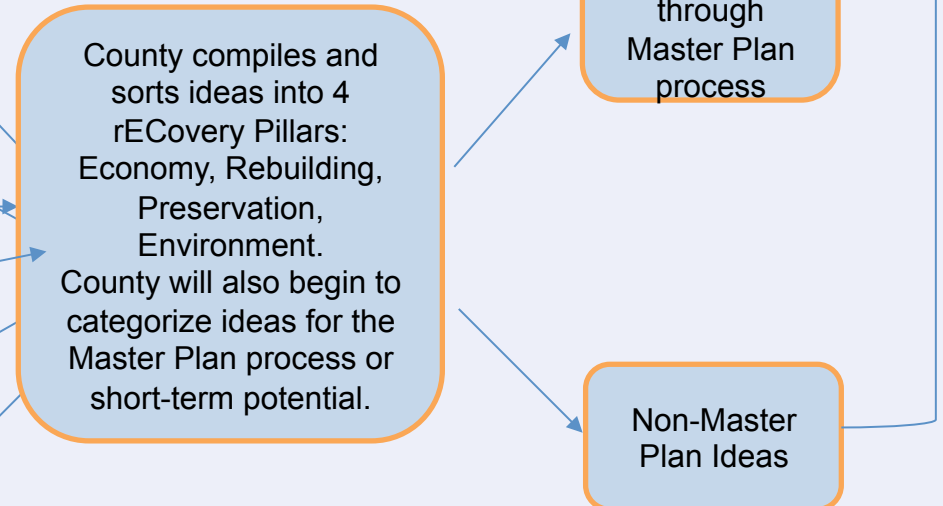 County compiles and
sorts ideas into 4
rECovery Pillars:
Economy, Rebuilding,
Preservation,
Environment.
County will also begin to
categorize ideas for the
Master Plan process or
short-term potential.
through
Master Plan
process
Non-Master
Plan Ideas